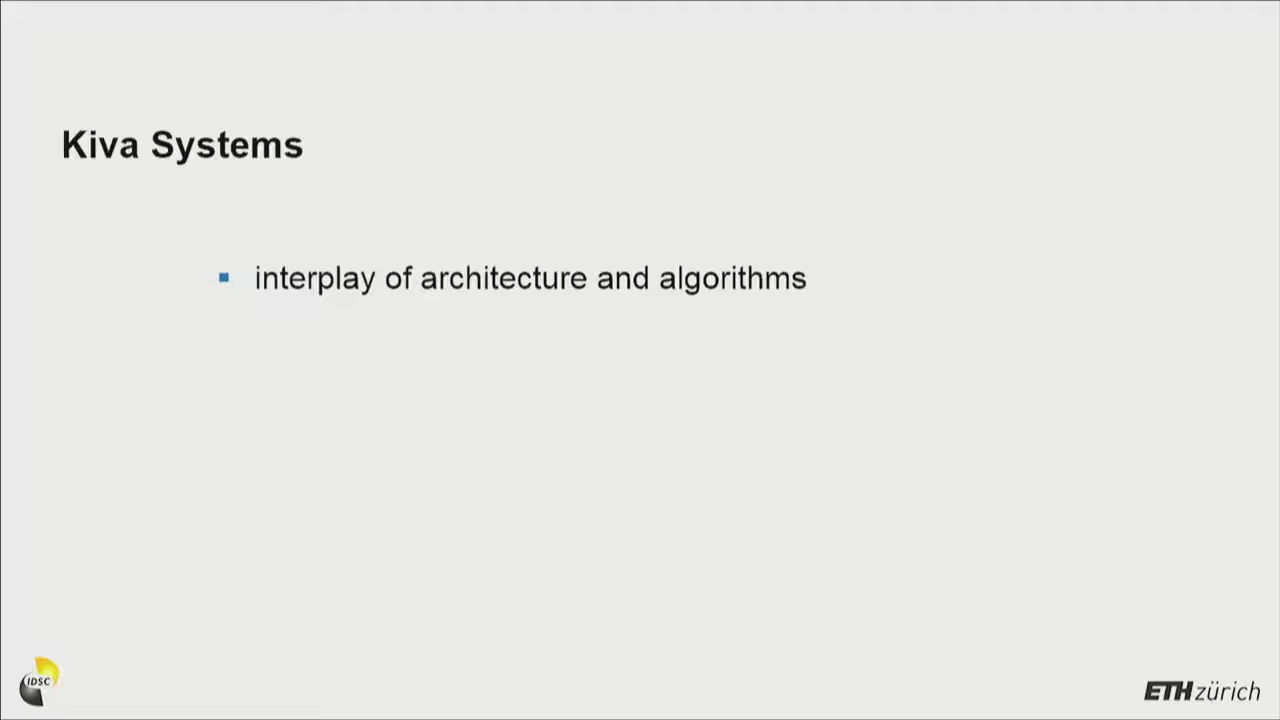 Kiva Systems
interplay of architecture and algorithms
IDSC
ETH zürich